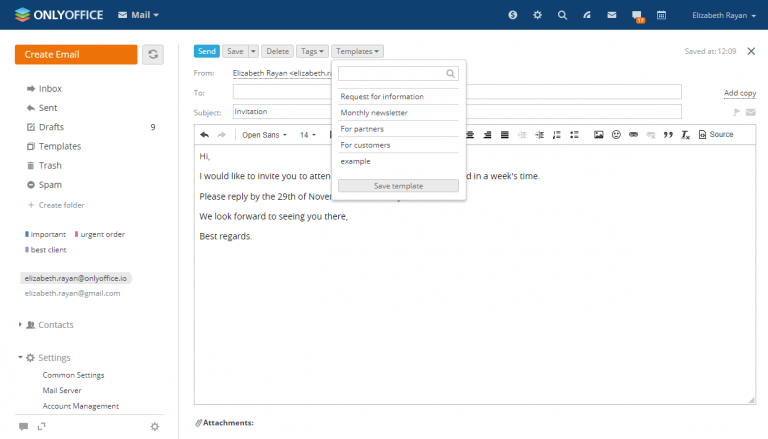 ONLYOFFICE Mail Elizabeth Rayan
17
Create Email
Inbox
Sent
Drafts 9
Templates
Trash
Spam
+ Create folder
important urgent order
best client
elizabeth.rayan@onlyoffice.io
elizabeth.rayan@gmail.com
Contacts
Settings
Common Settings
Mail Server
Account Management
Send Save Delete Tags Templates Saved at: 12:09
From: Elizabeth Rayan <elizabeth.ra
To: Add copy
Subject: Invitation
Request for information
Monthly newsletter
For partners
For customers
example
Save template
Open Sans 14 Source
Hi,
I would like to invite you to atten d in a week's time.
Please reply by the 29th of Nove
We look forward to seeing you there,
Best regards.
Attachments: